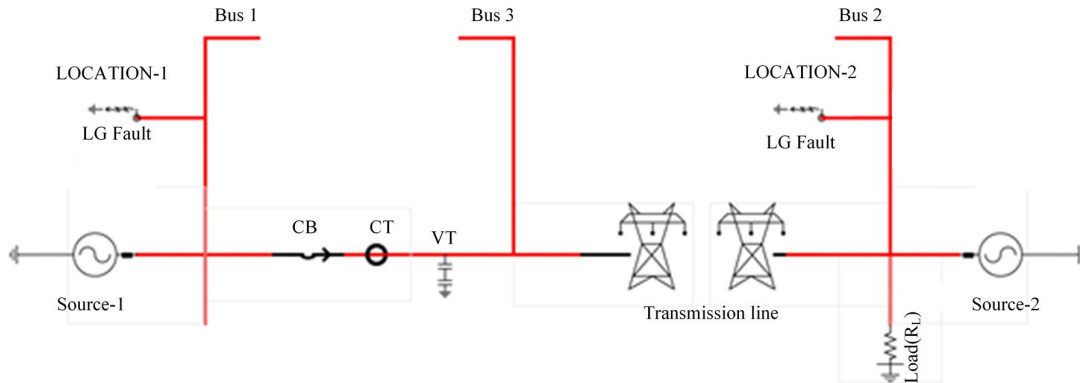 Bus 1
Bus 3
Bus 2
LOCATION-1
LOCATION-2
LG Fault
LG Fault
CB
CT
VT
Source-1
Transmission line
Source-2
Load(RL)